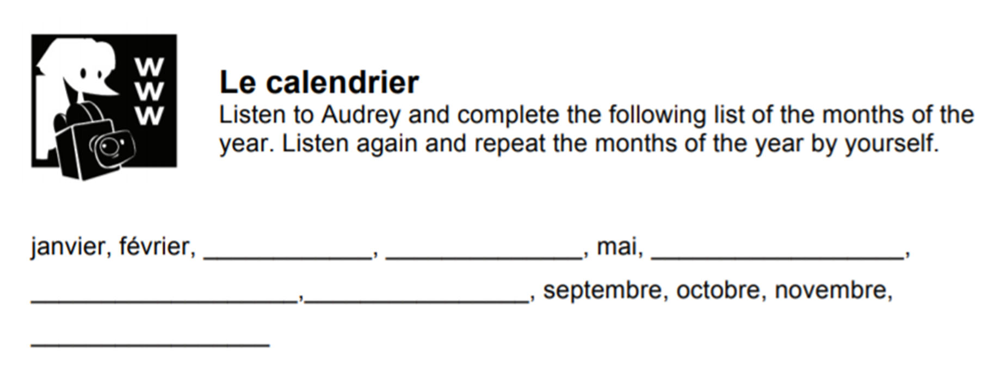 W
W
W
Le calendrier
Listen to Audrey and complete the following list of the months of the
year. Listen again and repeat the months of the year by yourself.
janvier, février, ____________, ______________, mai, __________________,
___________________,________________, septembre, octobre, novembre,
_________________